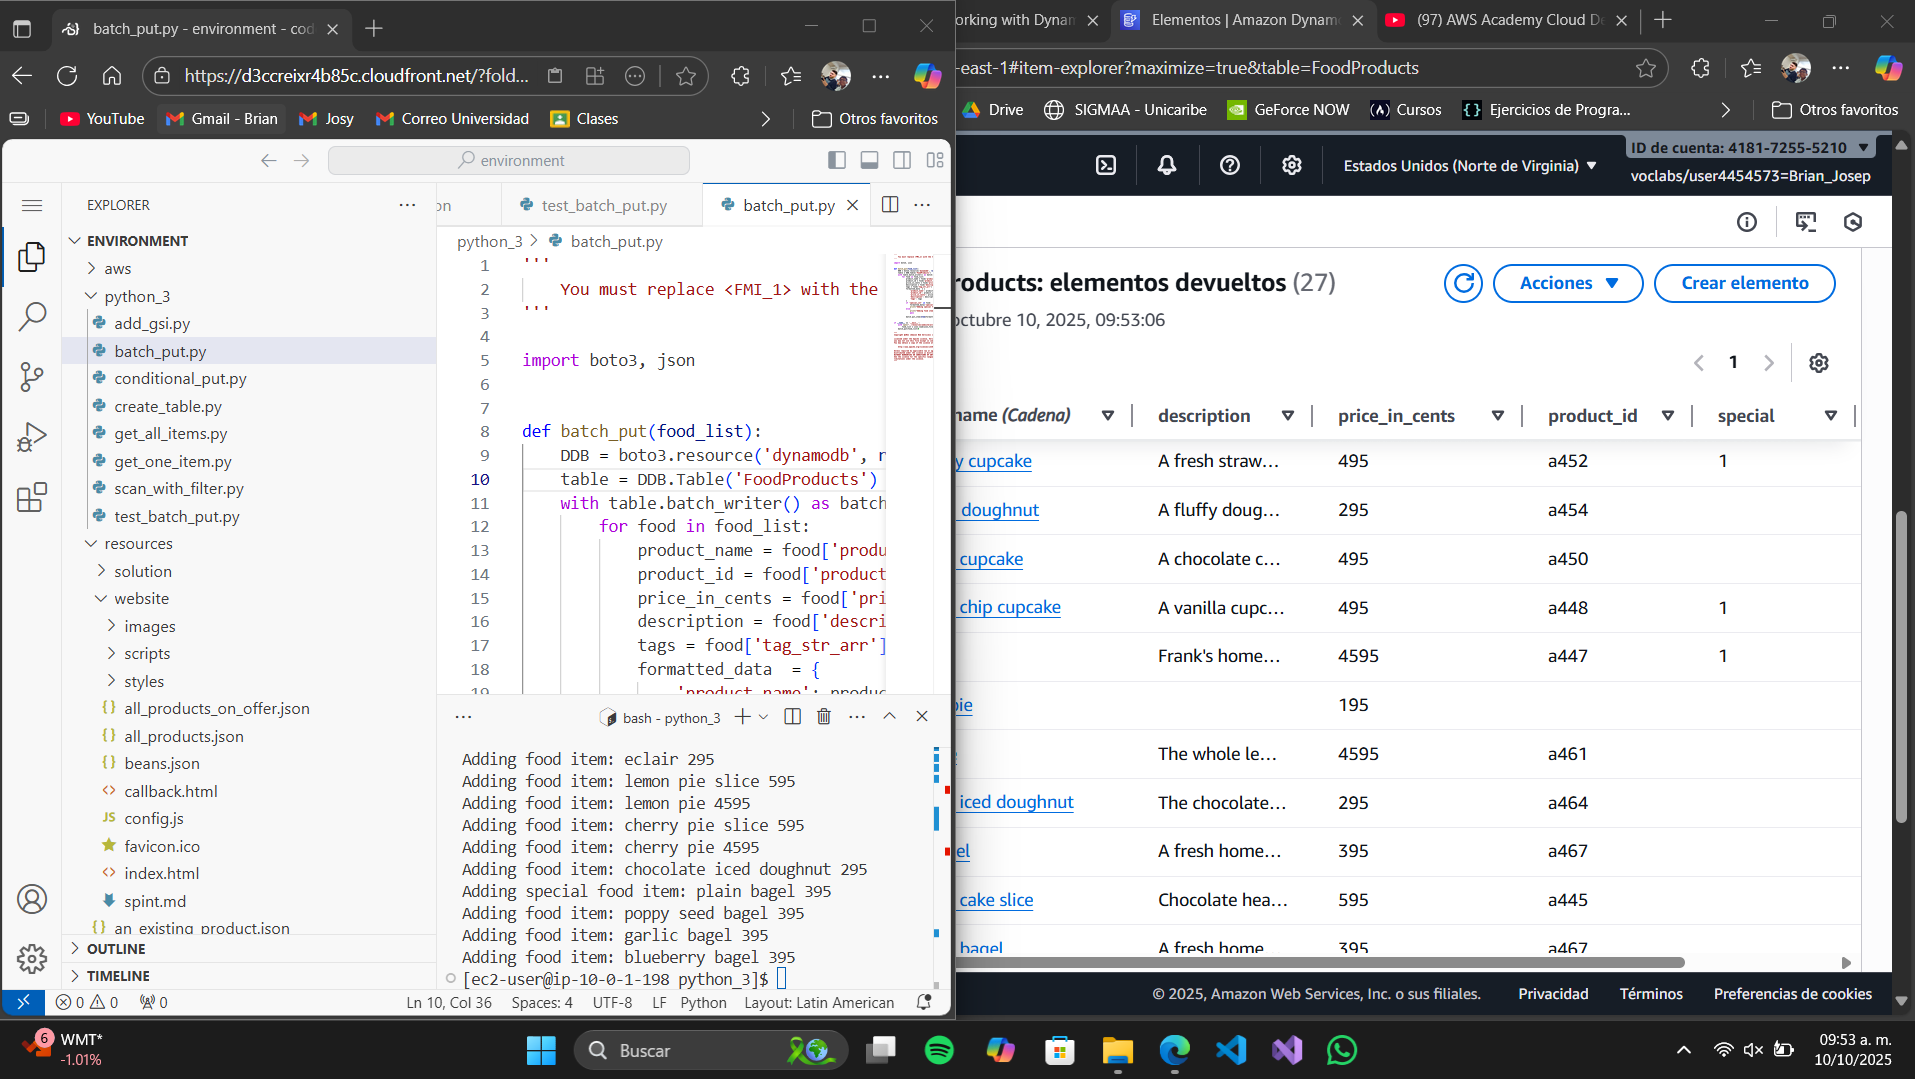 batch_put.py - environment - cod
https://d3ccreixr4b85c.cloudfront.net/?fold...
YouTube
Gmail - Brian
Josy
Correo Universidad
Clases
Otros favoritos
environment
EXPLORER
ENVIRONMENT
aws
python_3
add_gsi.py
batch_put.py
conditional_put.py
create_table.py
get_all_items.py
get_one_item.py
scan_with_filter.py
test_batch_put.py
resources
solution
website
images
scripts
styles
all_products_on_offer.json
all_products.json
beans.json
callback.html
config.js
favicon.ico
index.html
spint.md
an_existing_product.json
OUTLINE
TIMELINE
on
test_batch_put.py
batch_put.py
python_3 > batch_put.py
1 '''
2 You must replace <FMI_1> with the
3 '''
4
5 import boto3, json
6
7
8 def batch_put(food_list):
9 DDB = boto3.resource('dynamodb', r
10 table = DDB.Table('FoodProducts')
11 with table.batch_writer() as batch
12 for food in food_list:
13 product_name = food['produ
14 product_id = food['product
15 price_in_cents = food['pri
16 description = food['descri
17 tags = food['tag_str_arr']
18 formatted_data  = {
19 'product_name': produc
bash - python_3
Adding food item: eclair 295
Adding food item: lemon pie slice 595
Adding food item: lemon pie 4595
Adding food item: cherry pie slice 595
Adding food item: cherry pie 4595
Adding food item: chocolate iced doughnut 295
Adding special food item: plain bagel 395
Adding food item: poppy seed bagel 395
Adding food item: garlic bagel 395
Adding food item: blueberry bagel 395
[ec2-user@ip-10-0-1-198 python_3]$
0 0 0
Ln 10, Col 36 Spaces: 4 UTF-8 LF Python Layout: Latin American
orking with Dynam
Elementos | Amazon Dynamo
(97) AWS Academy Cloud De
-east-1#item-explorer?maximize=true&table=FoodProducts
Drive
SIGMAA - Unicaribe
GeForce NOW
Cursos
Ejercicios de Progra...
Otros favoritos
Estados Unidos (Norte de Virginia)
ID de cuenta: 4181-7255-5210
voclabs/user4454573=Brian_Josep
roducts: elementos devueltos (27)
Acciones
Crear elemento
octubre 10, 2025, 09:53:06
1
name (Cadena) description price_in_cents product_id special
y cupcake A fresh straw... 495 a452 1
doughnut A fluffy doug... 295 a454
cupcake A chocolate c... 495 a450
chip cupcake A vanilla cupc... 495 a448 1
Frank's home... 4595 a447 1
pie 195
The whole le... 4595 a461
iced doughnut The chocolate... 295 a464
el A fresh home... 395 a467
cake slice Chocolate hea... 595 a445
bagel A fresh home 395 a467
© 2025, Amazon Web Services, Inc. o sus filiales.
Privacidad
Términos
Preferencias de cookies
6
WMT*
-1.01%
Buscar
09:53 a. m.
10/10/2025